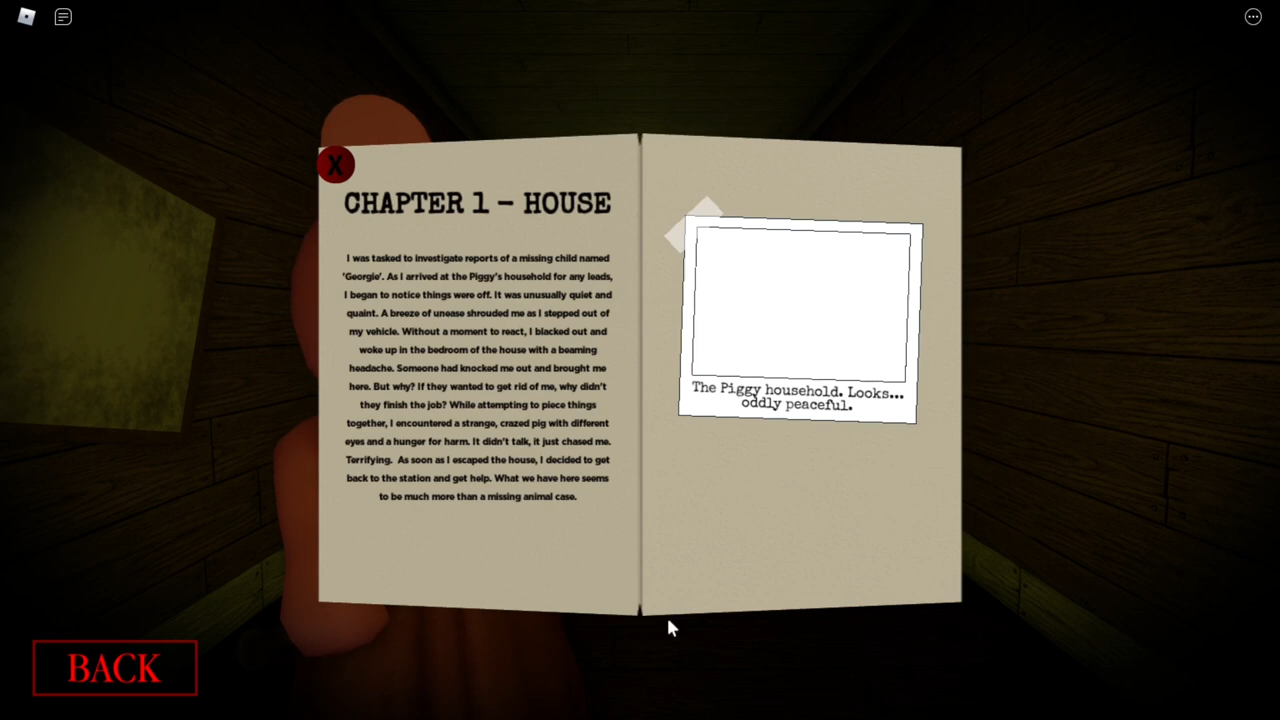 X
CHAPTER 1 - HOUSE
I was tasked to investigate reports of a missing child named
'Georgie'. As I arrived at the Piggy's household for any leads,
I began to notice things were off. It was unusually quiet and
quaint. A breeze of unease shrouded me as I stepped out of
my vehicle. Without a moment to react, I blacked out and
woke up in the bedroom of the house with a beaming
headache. Someone had knocked me out and brought me
here. But why? If they wanted to get rid of me, why didn't
they finish the job? While attempting to piece things
together, I encountered a strange, crazed pig with different
eyes and a hunger for harm. It didn't talk, it just chased me.
Terrifying. As soon as I escaped the house, I decided to get
back to the station and get help. What we have here seems
to be much more than a missing animal case.
The Piggy household. Looks...
oddly peaceful.
BACK